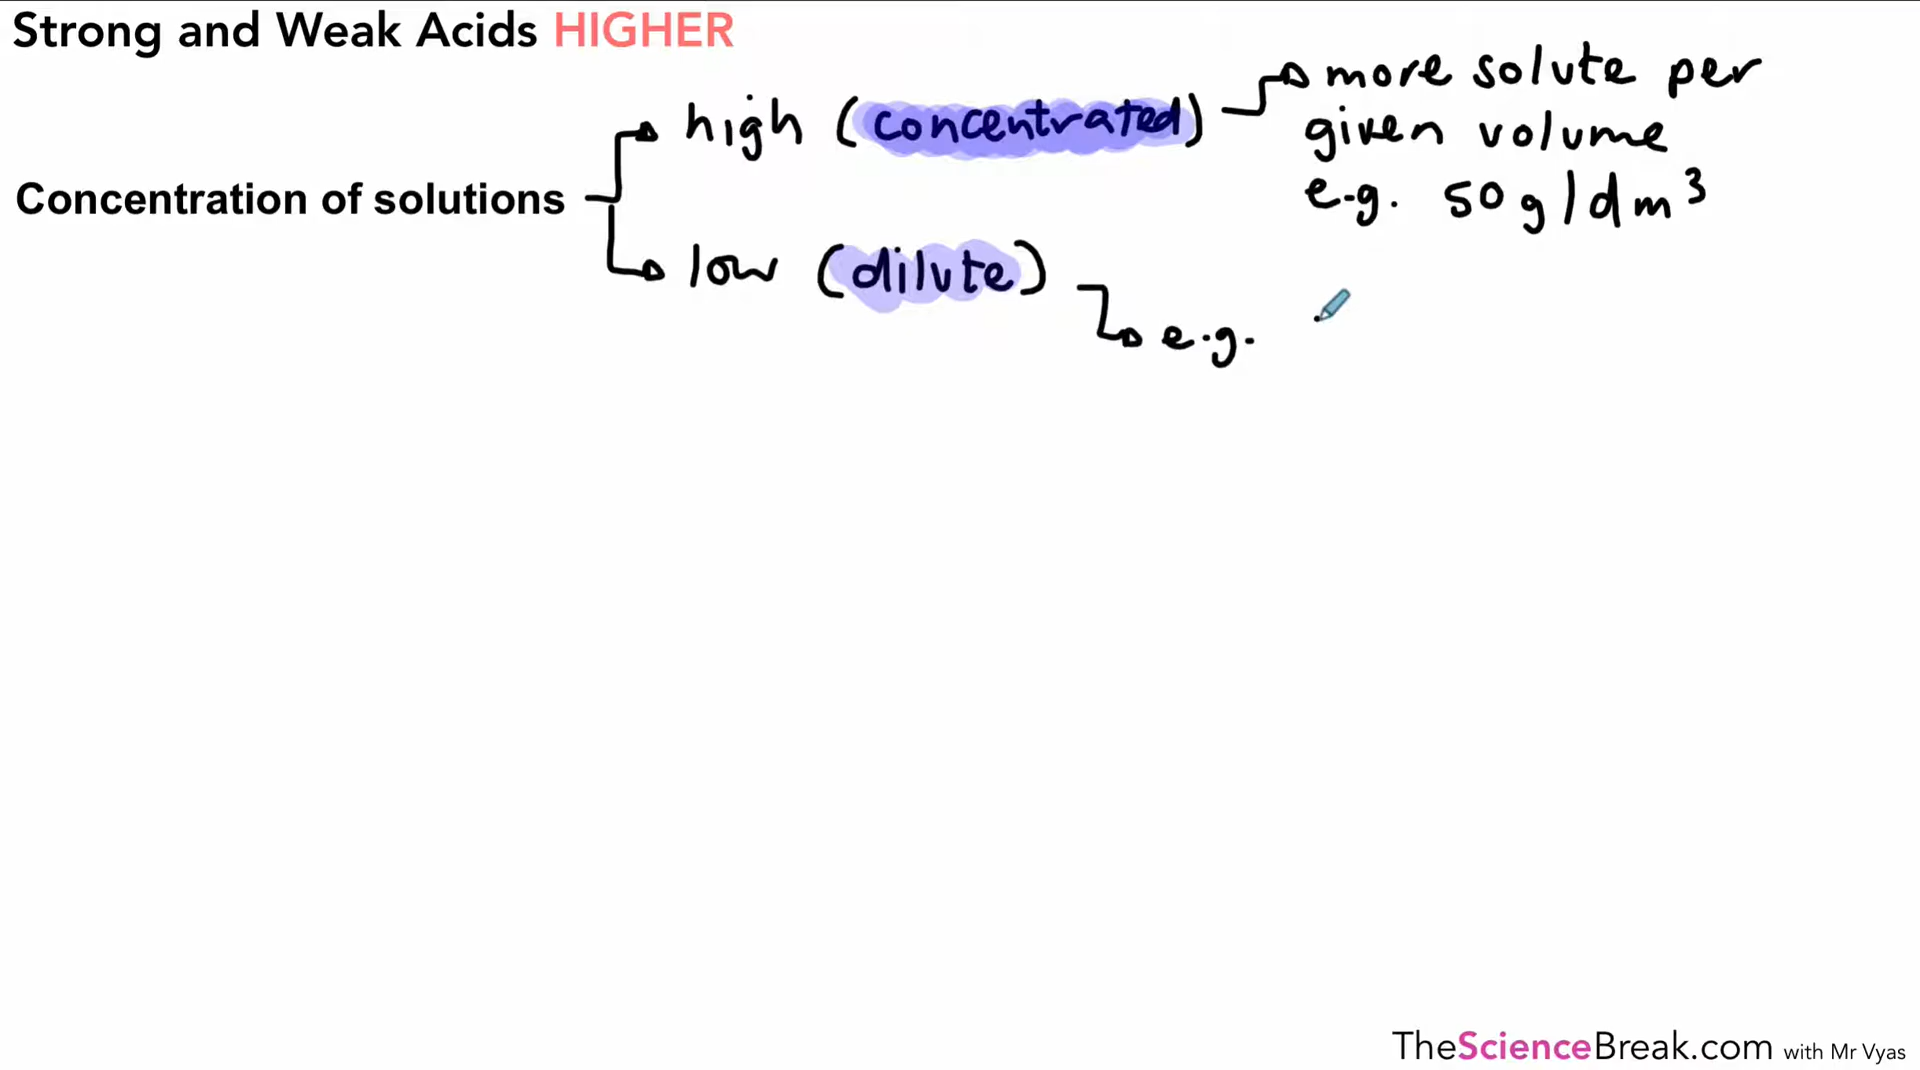 Strong and Weak Acids HIGHER
more solute per
high (concentrated)
given volume
Concentration of solutions
e.g. 50g/dm³
low (dilute)
e.g.
TheScienceBreak.com with Mr Vyas